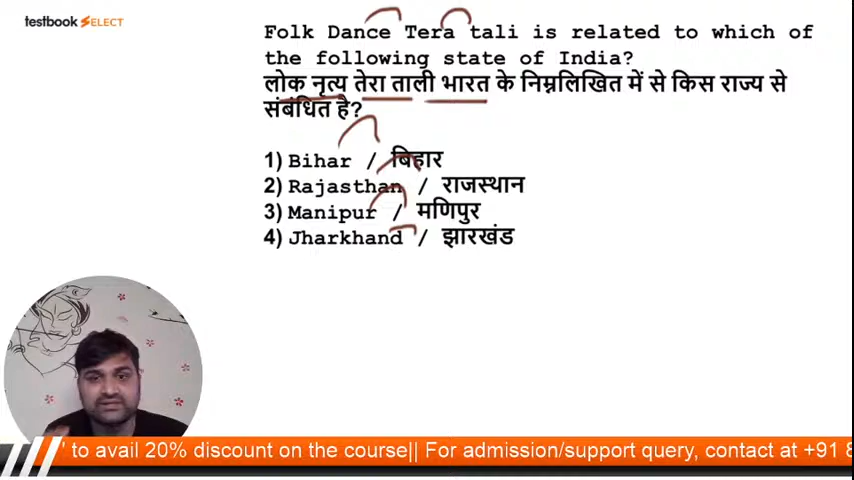 testbook SELECT
Folk Dance Tera tali is related to which of
the following state of India?
लोक नृत्य तेरा ताली भारत के निम्नलिखित में से किस राज्य से
संबंधित है?
1) Bihar / बिहार
2) Rajasthan / राजस्थान
3) Manipur / मणिपुर
4) Jharkhand / झारखंड
' to avail 20% discount on the course|| For admission/support query, contact at +91 8